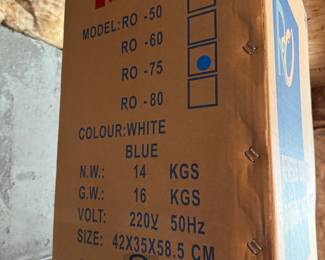 MODEL: RO -50
RO -60
RO -75
RO -80
COLOUR:WHITE
BLUE
N.W.: 14 KGS
G.W.: 16 KGS
VOLT: 220V 50Hz
SIZE: 42X35X58.5 CM